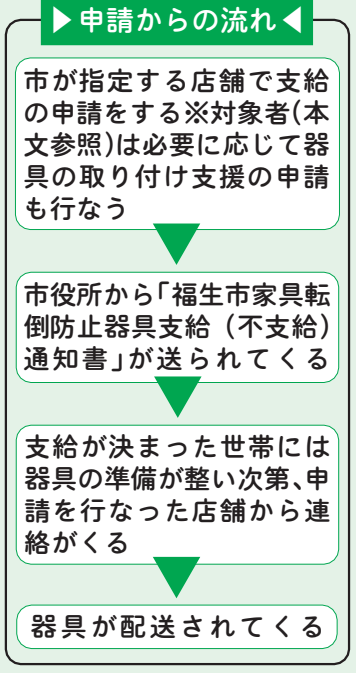 ▶申請からの流れ◀
市が指定する店舗で支給
の申請をする※対象者(本
文参照)は必要に応じて器
具の取り付け支援の申請
も行なう
市役所から「福生市家具転
倒防止器具支給(不支給)
通知書」が送られてくる
支給が決まった世帯には
器具の準備が整い次第、申
請を行なった店舗から連
絡がくる
器具が配送されてくる